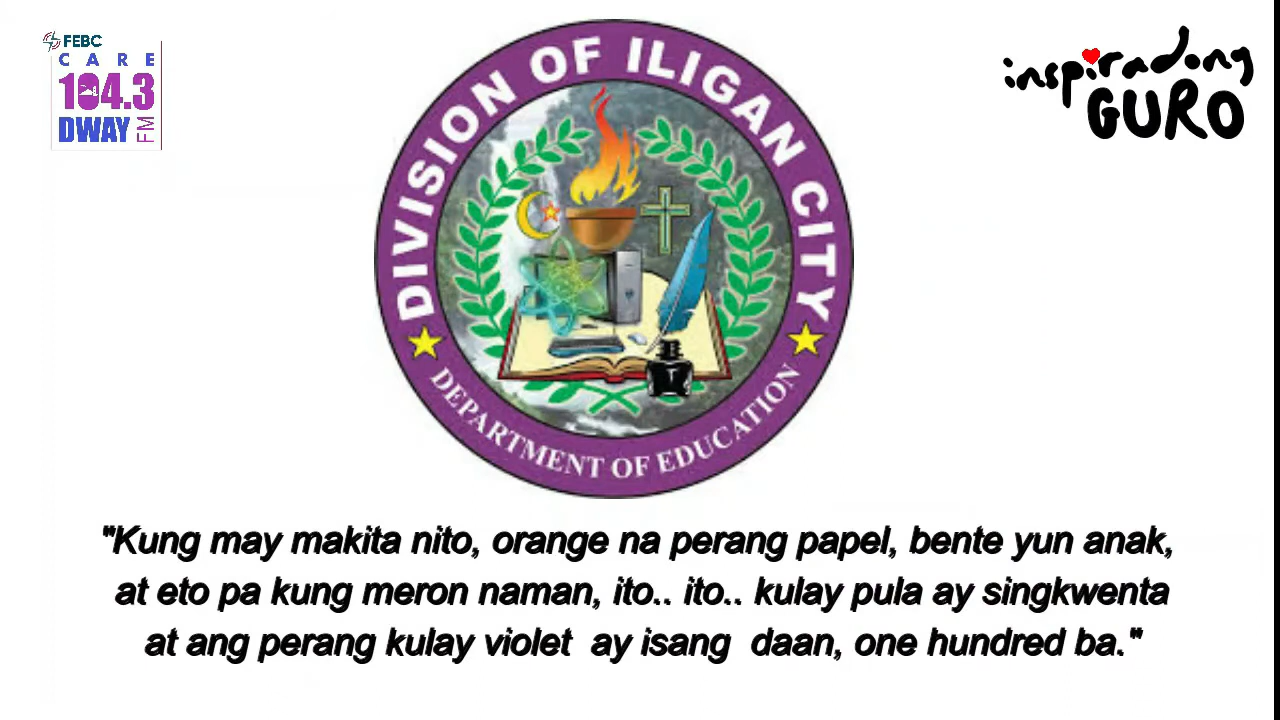 FEBC
CARE
104.3
DWAY FM
inspiradong
GURO
DIVISION OF ILIGAN CITY
DEPARTMENT OF EDUCATION
"Kung may makita nito, orange na perang papel, bente yun anak,
at eto pa kung meron naman, ito.. ito.. kulay pula ay singkwenta
at ang perang kulay violet ay isang daan, one hundred ba."